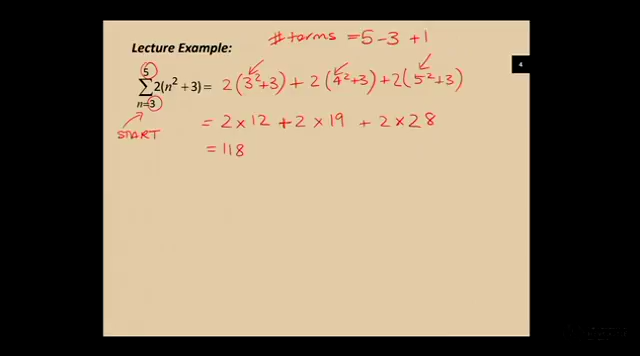 # terms = 5 - 3 + 1
Lecture Example:
4
5
∑ 2(n² + 3) = 2(3²+3) + 2(4²+3) + 2(5²+3)
n=3
START
= 2 × 12 + 2 × 19 + 2 × 28
= 118